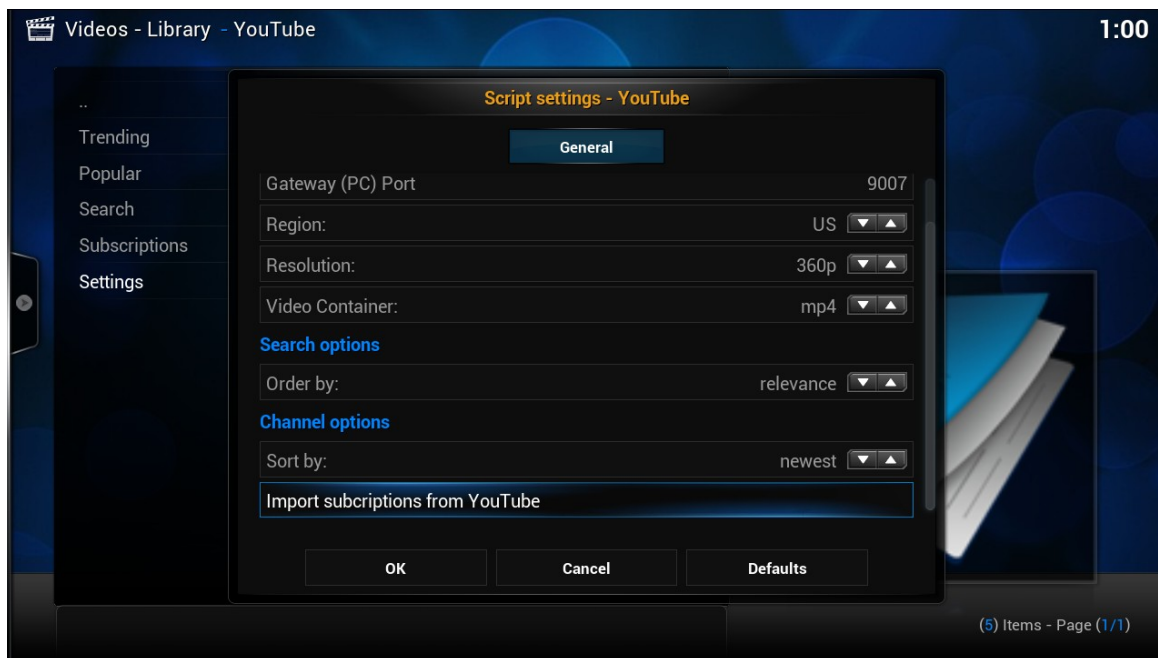 Videos - Library - YouTube
1:00
..
Trending
Popular
Search
Subscriptions
Settings
Script settings - YouTube
General
Gateway (PC) Port 9007
Region: US
Resolution: 360p
Video Container: mp4
Search options
Order by: relevance
Channel options
Sort by: newest
Import subcriptions from YouTube
OK Cancel Defaults
(5) Items - Page (1/1)